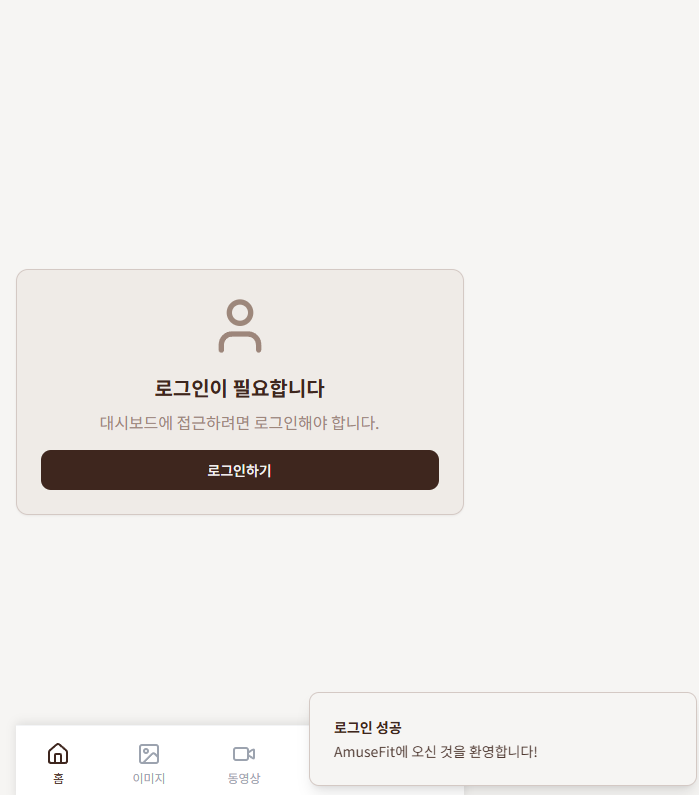 로그인이 필요합니다
대시보드에 접근하려면 로그인해야 합니다.
로그인하기
로그인 성공
AmuseFit에 오신 것을 환영합니다!
홈
이미지
동영상